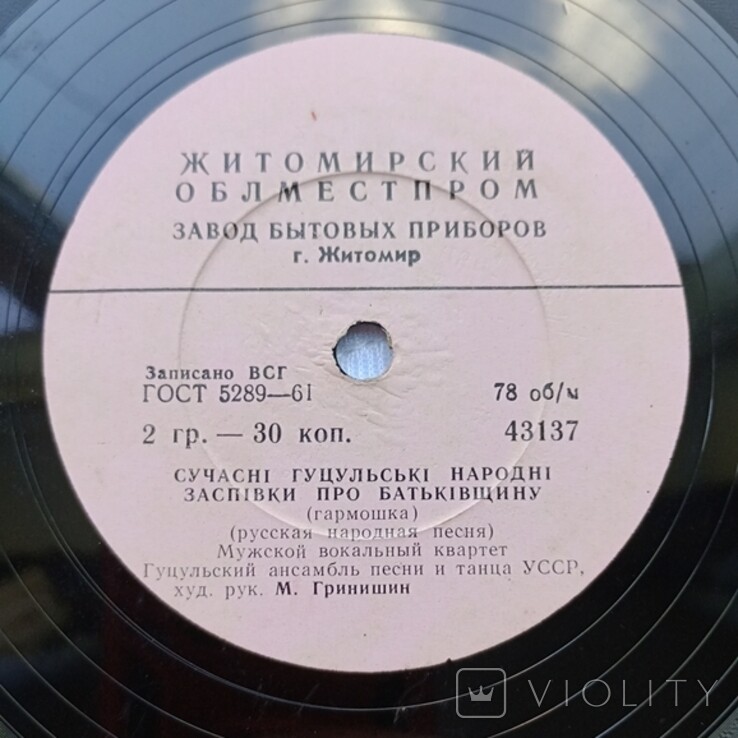 ЖИТОМИРСКИЙ
ОБЛМЕСТПРОМ
ЗАВОД БЫТОВЫХ ПРИБОРОВ
г. Житомир
Записано ВСГ
ГОСТ 5289—61 78 об/м
2 гр. — 30 коп. 43137
СУЧАСНІ ГУЦУЛЬСЬКІ НАРОДНІ
ЗАСПІВКИ ПРО БАТЬКІВЩИНУ
(гармошка)
(русская народная песня)
Мужской вокальный квартет
Гуцульский ансамбль песни и танца УССР,
худ. рук. М. Гринишин
VIOLITY